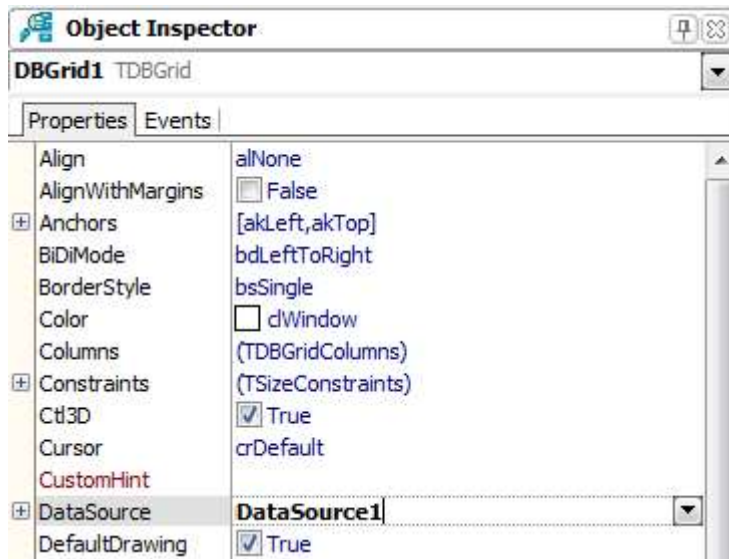 Object Inspector
DBGrid1 TDBGrid
Properties Events
Align alNone
AlignWithMargins False
Anchors [akLeft,akTop]
BiDiMode bdLeftToRight
BorderStyle bsSingle
Color clWindow
Columns (TDBGridColumns)
Constraints (TSizeConstraints)
Ctl3D True
Cursor crDefault
CustomHint
DataSource DataSource1
DefaultDrawing True